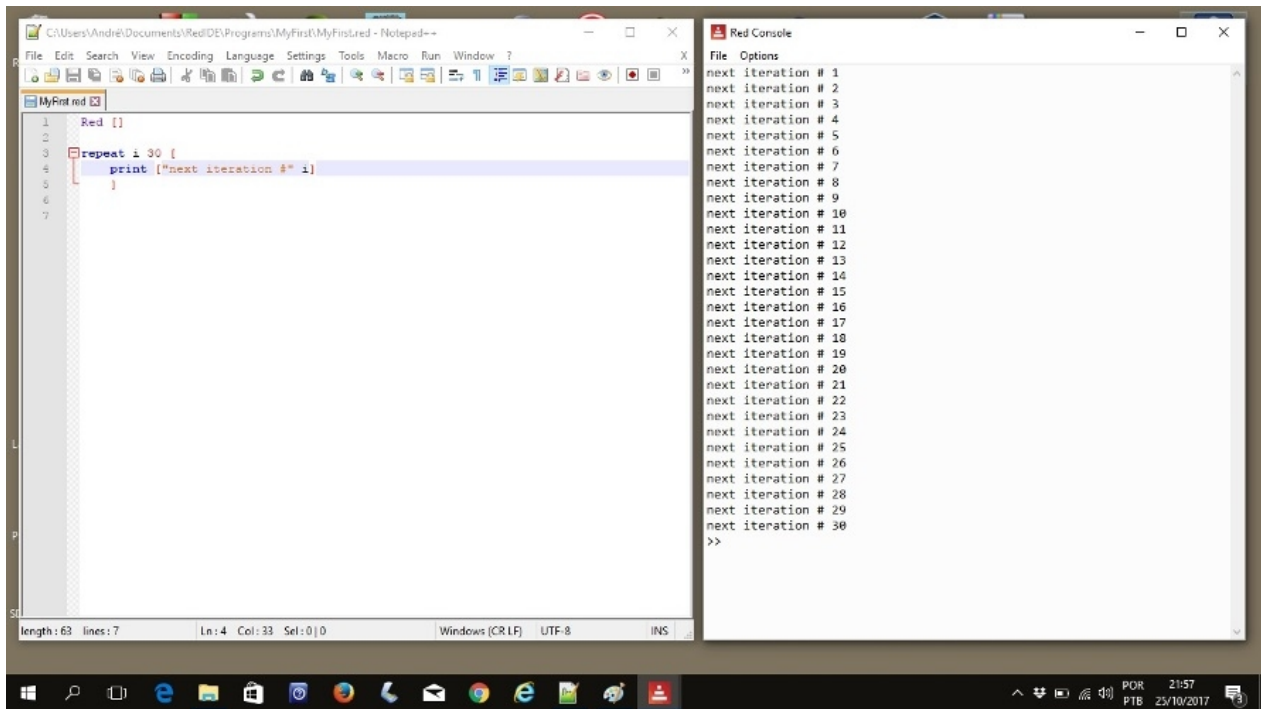 C:\Users\André\Documents\RedIDE\Programs\MyFirst\MyFirst.red - Notepad++
File Edit Search View Encoding Language Settings Tools Macro Run Window ? X
MyFirst.red
1 Red []
2
3 repeat i 30 [
4 print ["next iteration #" i]
5 ]
6
7
length : 63 lines : 7 Ln : 4 Col : 33 Sel : 0 | 0 Windows (CR LF) UTF-8 INS
Red Console
File Options
next iteration # 1
next iteration # 2
next iteration # 3
next iteration # 4
next iteration # 5
next iteration # 6
next iteration # 7
next iteration # 8
next iteration # 9
next iteration # 10
next iteration # 11
next iteration # 12
next iteration # 13
next iteration # 14
next iteration # 15
next iteration # 16
next iteration # 17
next iteration # 18
next iteration # 19
next iteration # 20
next iteration # 21
next iteration # 22
next iteration # 23
next iteration # 24
next iteration # 25
next iteration # 26
next iteration # 27
next iteration # 28
next iteration # 29
next iteration # 30
>>
POR 21:57
PTB 25/10/2017